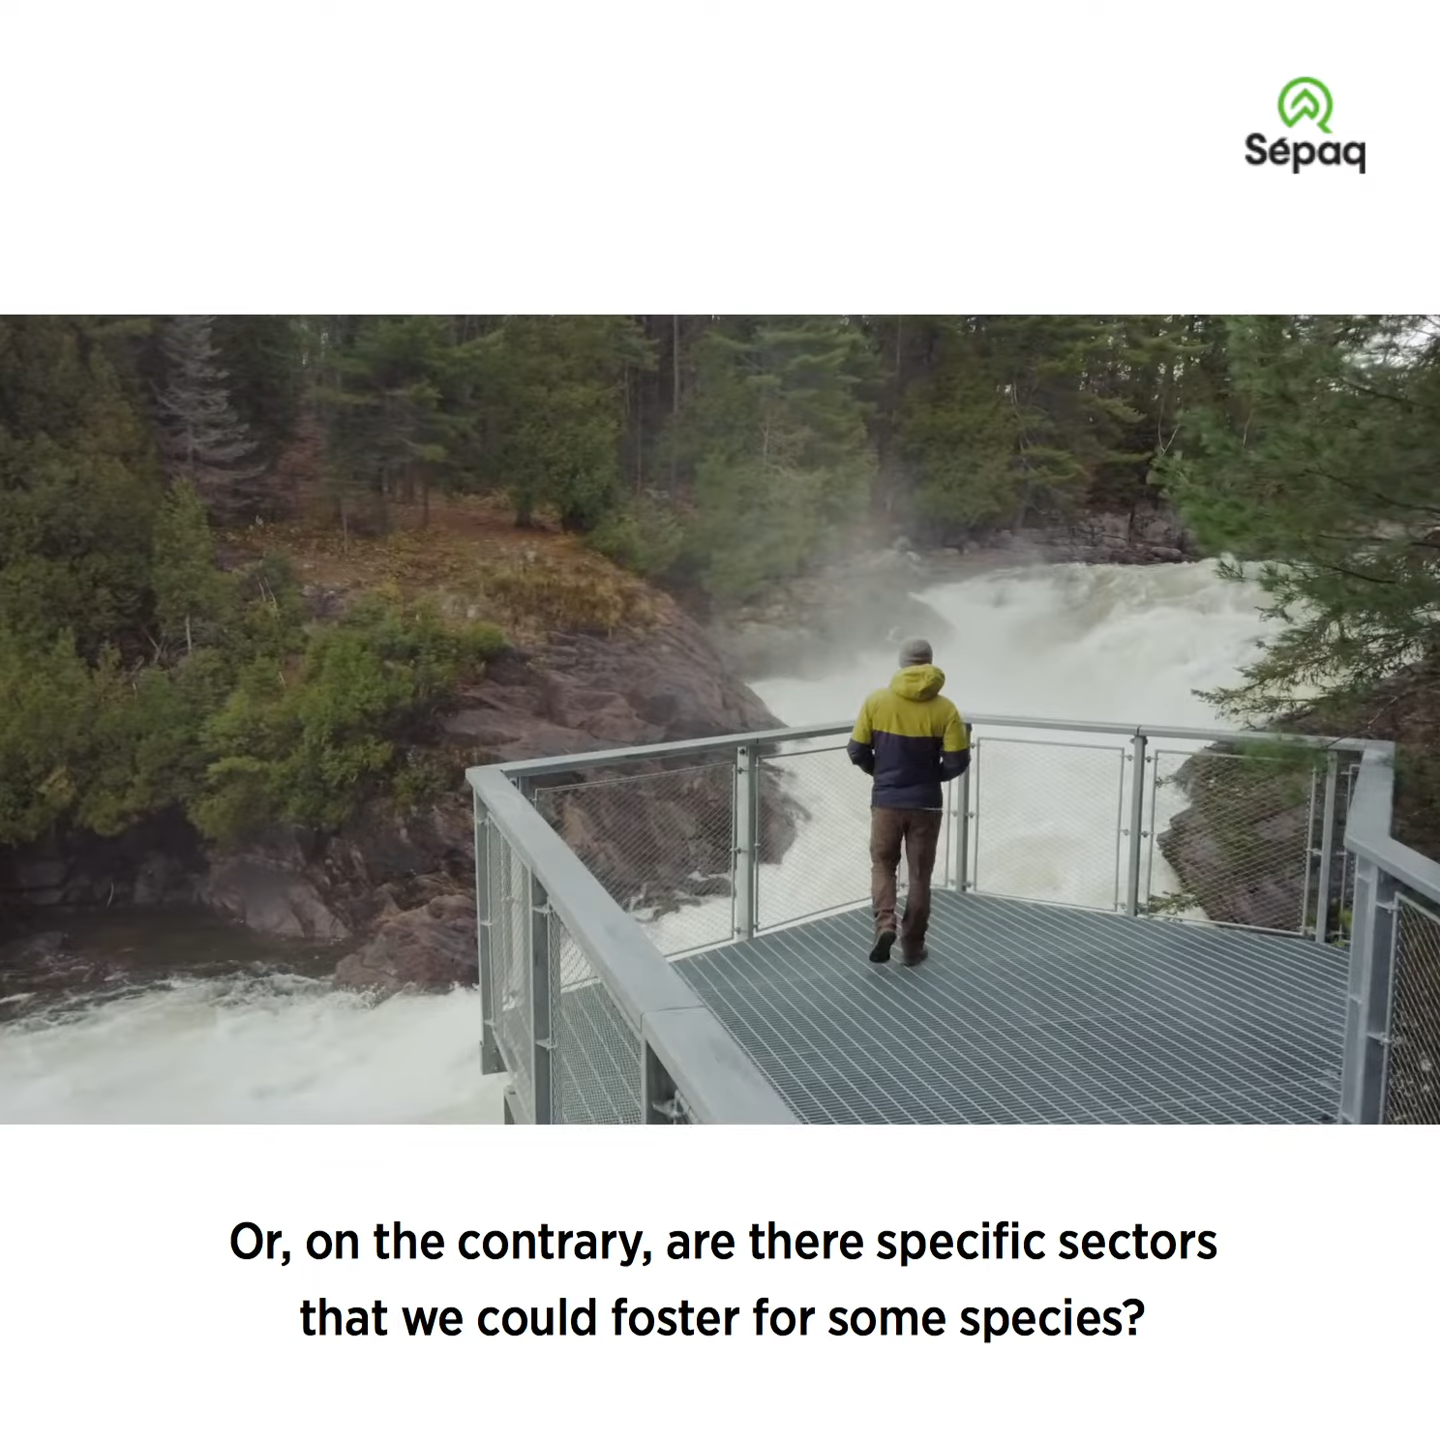 Sépaq
Or, on the contrary, are there specific sectors
that we could foster for some species?